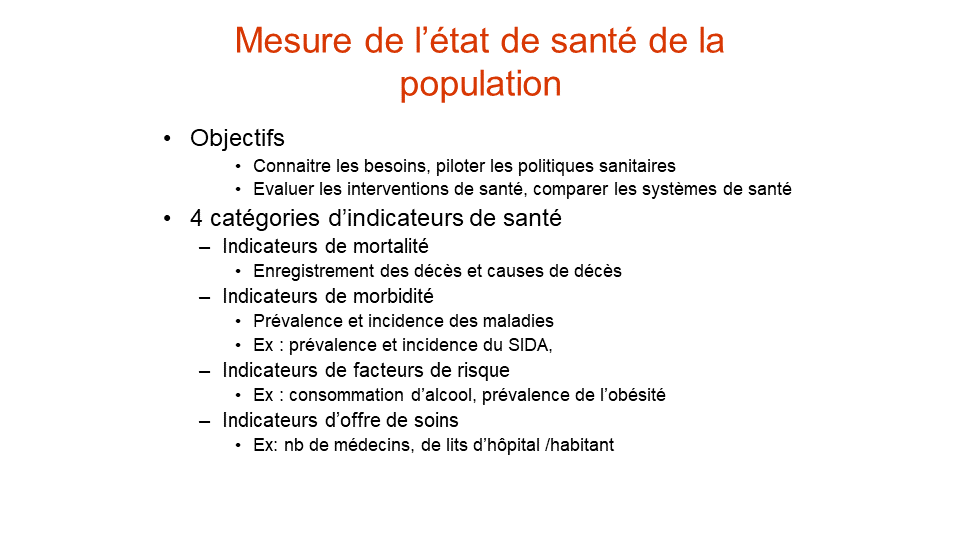 Mesure de l’état de santé de la
population
• Objectifs
• Connaitre les besoins, piloter les politiques sanitaires
• Evaluer les interventions de santé, comparer les systèmes de santé
• 4 catégories d’indicateurs de santé
– Indicateurs de mortalité
• Enregistrement des décès et causes de décès
– Indicateurs de morbidité
• Prévalence et incidence des maladies
• Ex : prévalence et incidence du SIDA,
– Indicateurs de facteurs de risque
• Ex : consommation d’alcool, prévalence de l’obésité
– Indicateurs d’offre de soins
• Ex: nb de médecins, de lits d’hôpital /habitant